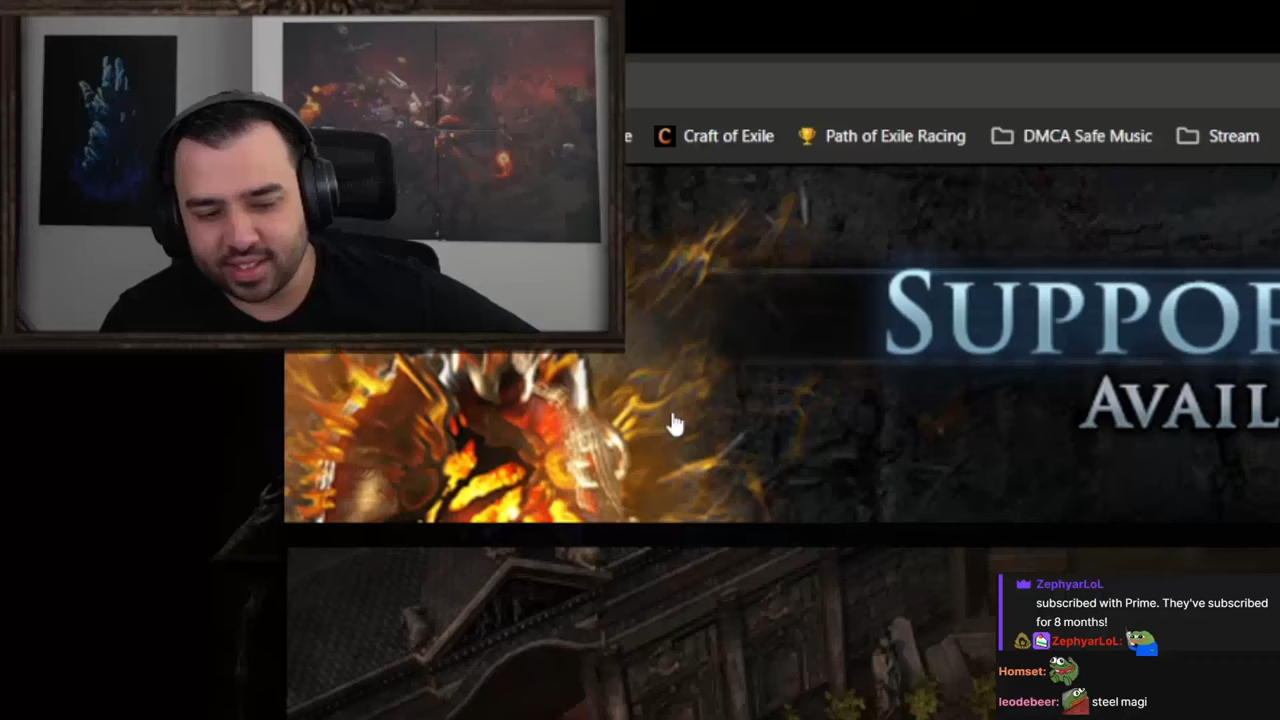 Craft of Exile Path of Exile Racing DMCA Safe Music Stream
SUPPOR
AVAIL
ZephyarLoL
subscribed with Prime. They've subscribed
for 8 months!
ZephyarLoL:
Homset:
leodebeer: steel magi